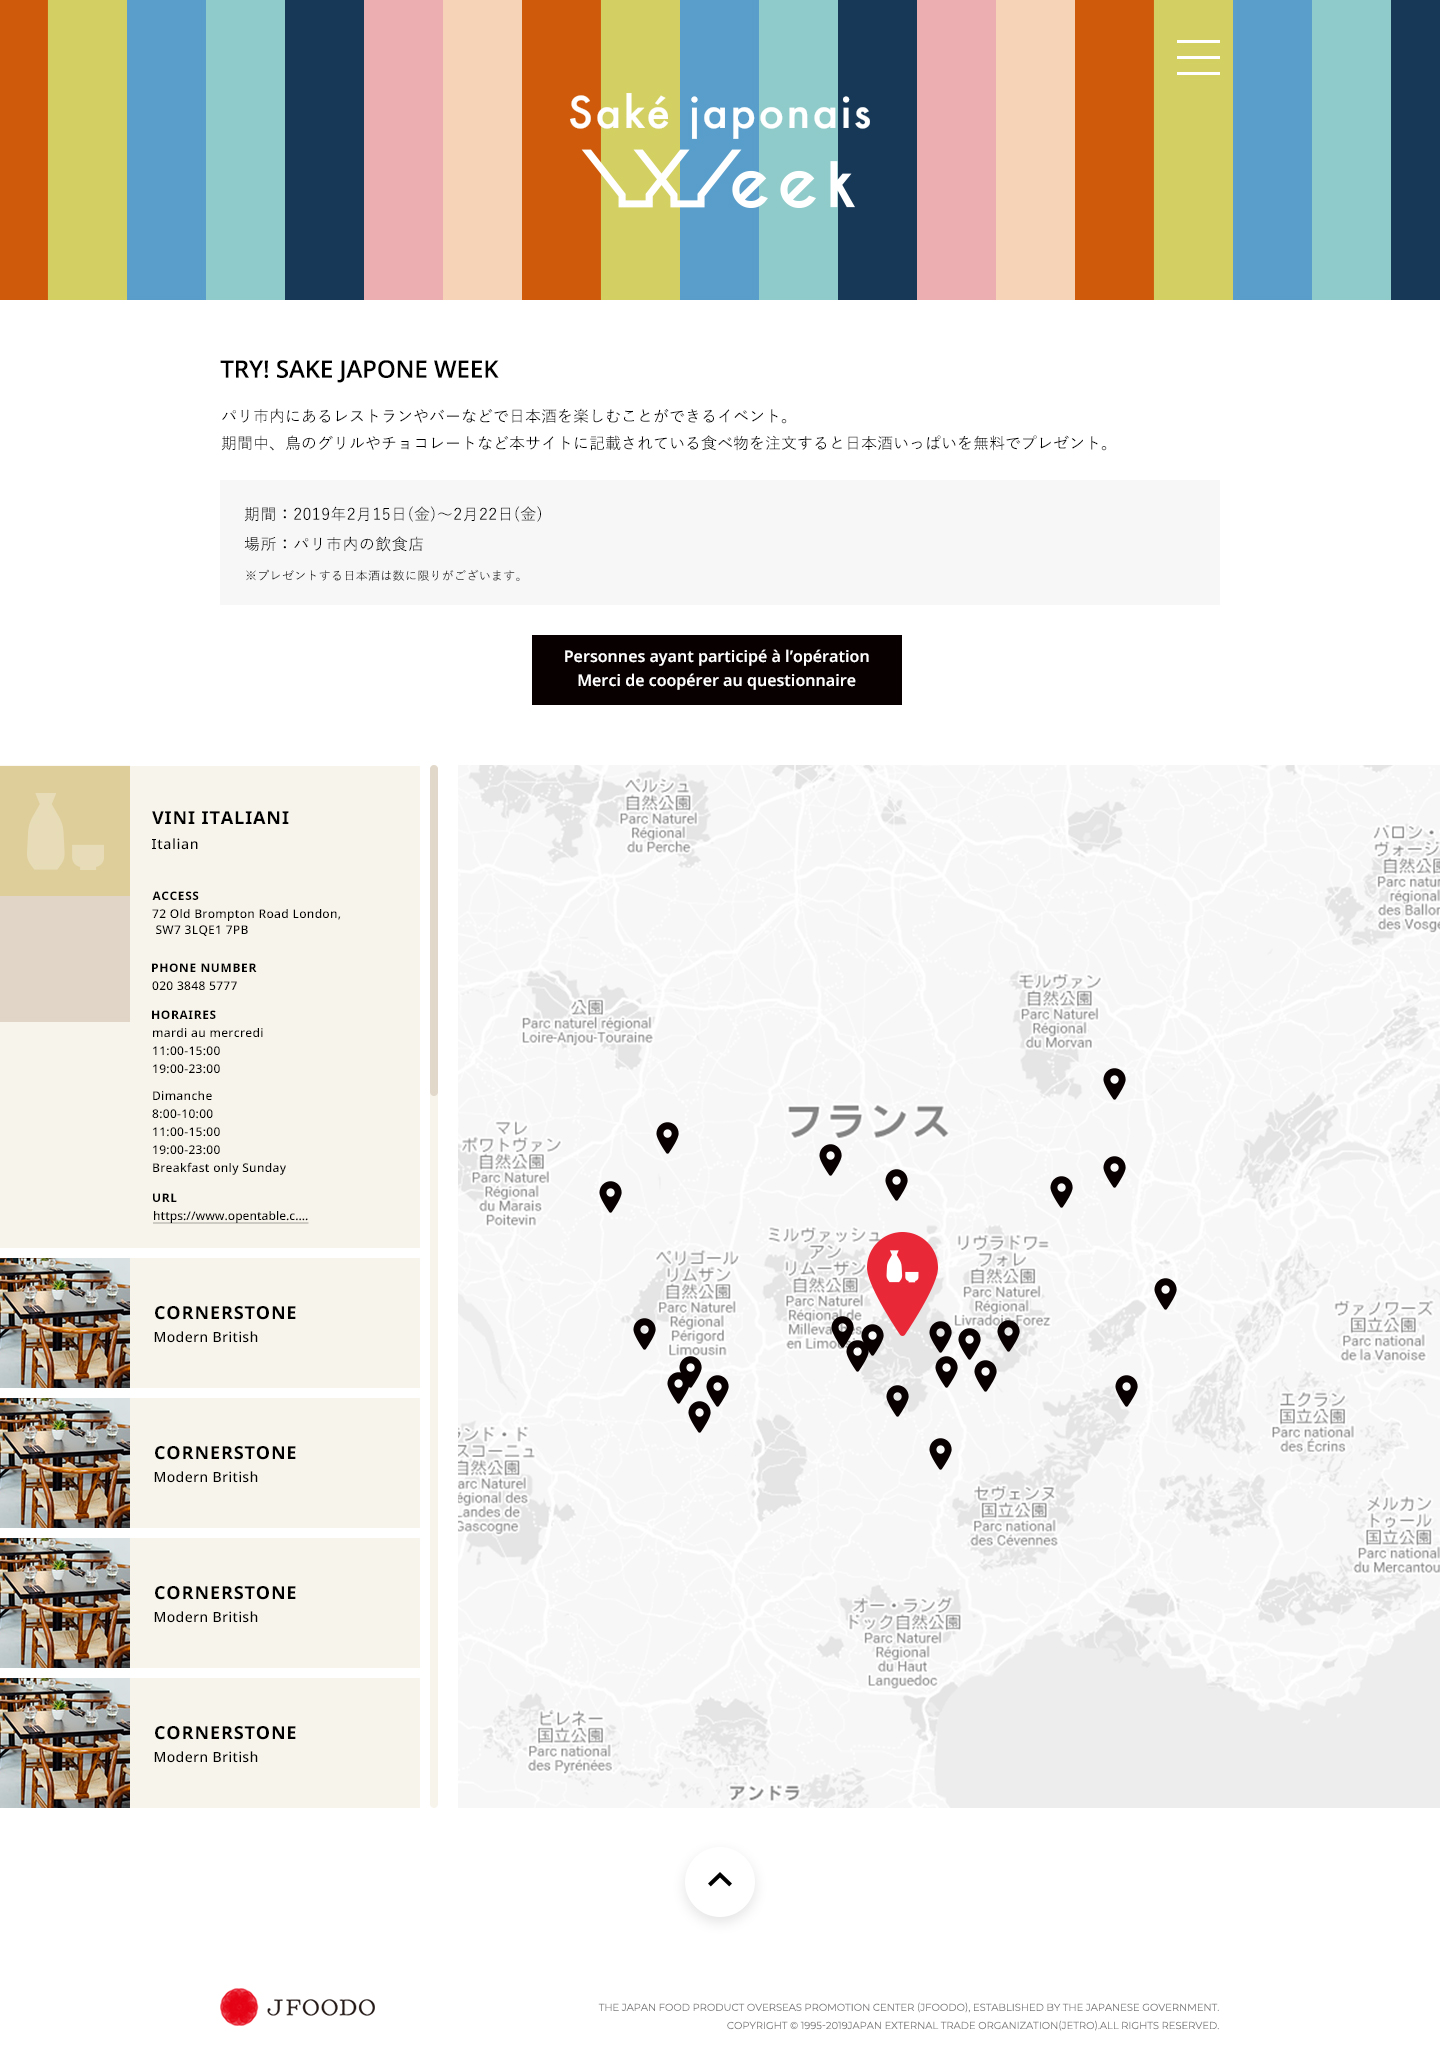 Saké japonais
Week
TRY! SAKE JAPONE WEEK
パリ市内にあるレストランやバーなどで日本酒を楽しむことができるイベント。
期間中、鳥のグリルやチョコレートなど本サイトに記載されている食べ物を注文すると日本酒いっぱいを無料でプレゼント。
期間：2019年2月15日(金)〜2月22日(金)
場所：パリ市内の飲食店
※プレゼントする日本酒は数に限りがございます。
Personnes ayant participé à l’opération
Merci de coopérer au questionnaire
VINI ITALIANI
Italian
ACCESS
72 Old Brompton Road London,
SW7 3LQE1 7PB
PHONE NUMBER
020 3848 5777
HORAIRES
mardi au mercredi
11:00-15:00
19:00-23:00
Dimanche
8:00-10:00
11:00-15:00
19:00-23:00
Breakfast only Sunday
URL
https://www.opentable.c....
CORNERSTONE
Modern British
CORNERSTONE
Modern British
CORNERSTONE
Modern British
CORNERSTONE
Modern British
ペルシュ
自然公園
Parc Naturel
Régional
du Perche
バロン・
ヴォージ
自然公園
Parc natur
régional
des Ballon
des Vosge
公園
Parc naturel régional
Loire-Anjou-Touraine
モルヴァン
自然公園
Parc Naturel
Régional
du Morvan
フランス
マレ
ポワトヴァン
自然公園
Parc Naturel
Régional
du Marais
Poitevin
ペリゴール
リムザン
自然公園
Parc Naturel
Régional
Périgord
Limousin
ミルヴァッシュ
アン
リムーザン
自然公園
Parc Naturel
Régional de
Millevaches
en Limo
リヴラドワ=
フォレ
自然公園
Parc Naturel
Régional
Livradois-Forez
ヴァノワーズ
国立公園
Parc national
de la Vanoise
エクラン
国立公園
Parc national
des Écrins
ランド・ド
スコーニュ
自然公園
arc Naturel
égional des
Landes de
Gascogne
セヴェンヌ
国立公園
Parc national
des Cévennes
メルカン
トゥール
国立公園
Parc national
du Mercantou
オー・ラング
ドック自然公園
Parc Naturel
Régional
du Haut
Languedoc
ピレネー
国立公園
Parc national
des Pyrénées
アンドラ
JFOODO
THE JAPAN FOOD PRODUCT OVERSEAS PROMOTION CENTER (JFOODO), ESTABLISHED BY THE JAPANESE GOVERNMENT.
COPYRIGHT © 1995-2019JAPAN EXTERNAL TRADE ORGANIZATION(JETRO).ALL RIGHTS RESERVED.